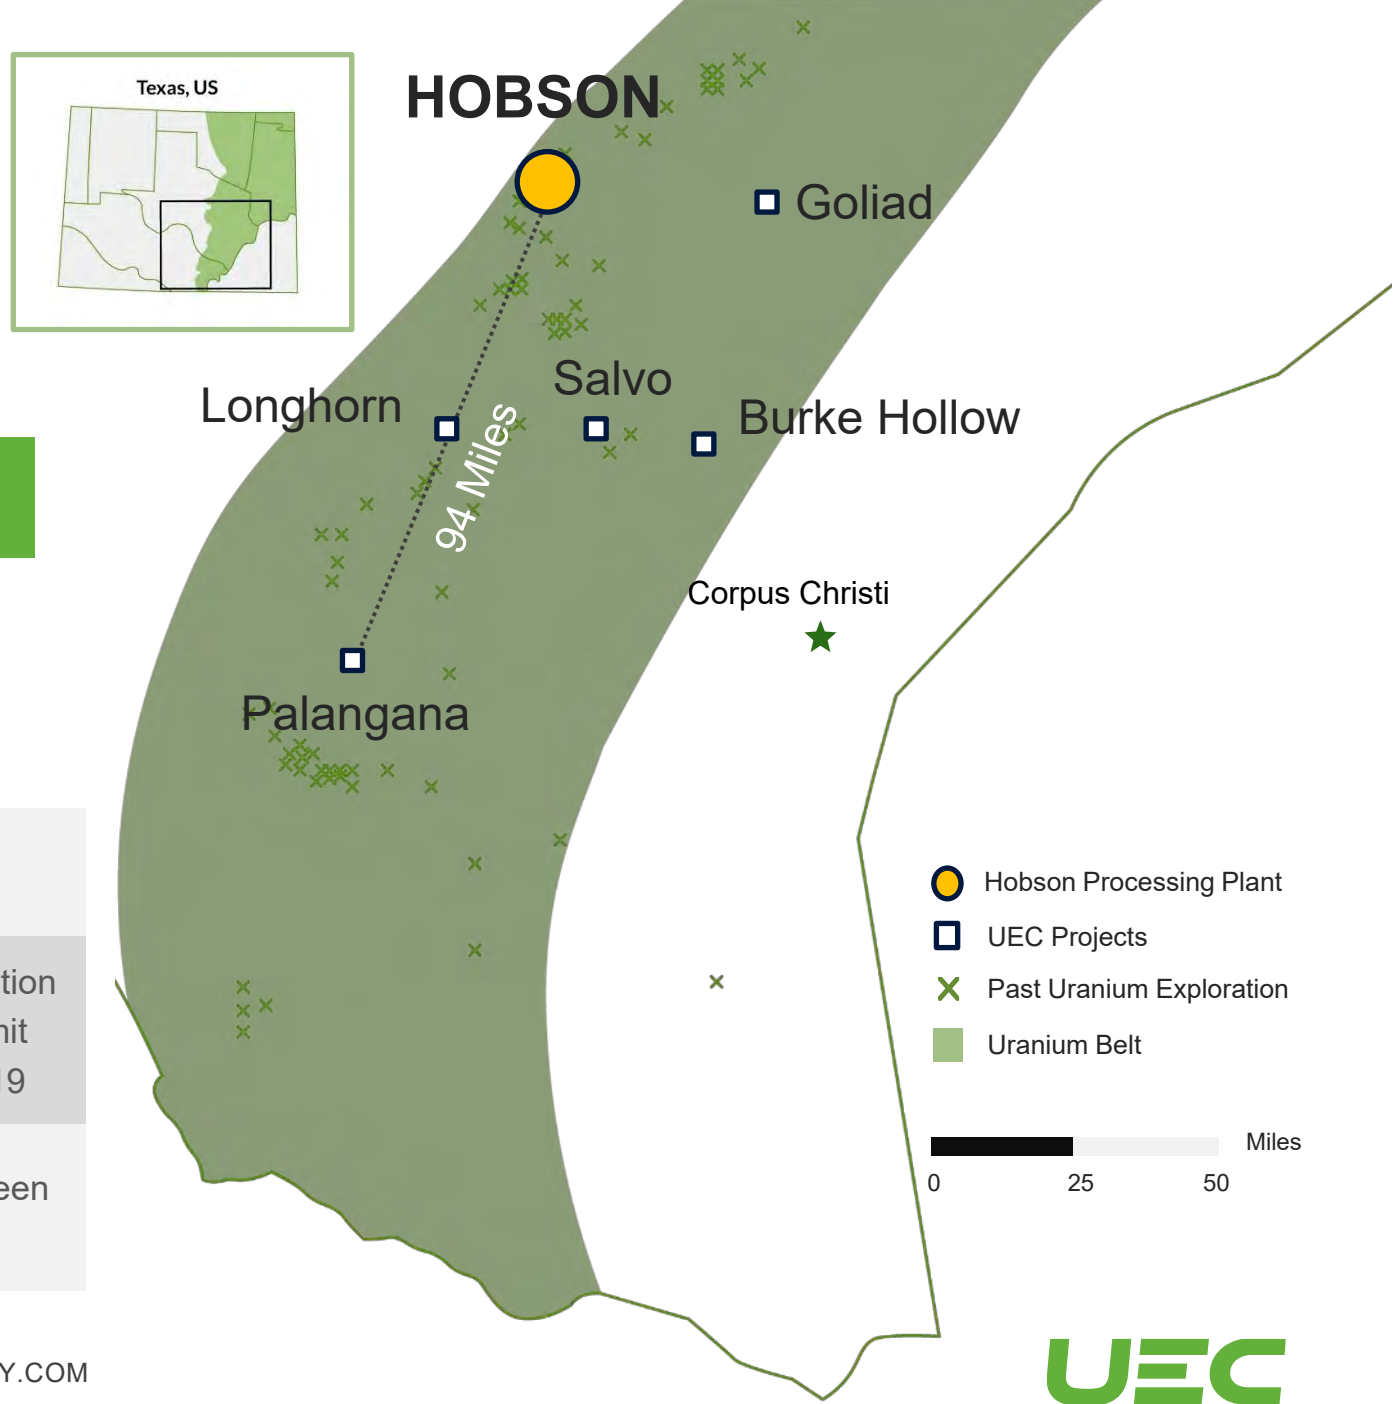 Texas, US
HOBSON
Goliad
Salvo
Longhorn
Burke Hollow
94 Miles
Corpus Christi
Palangana
Hobson Processing Plant
UEC Projects
Past Uranium Exploration
Uranium Belt
Miles
0 25 50
tion
nit
19
een
Y.COM
UEC